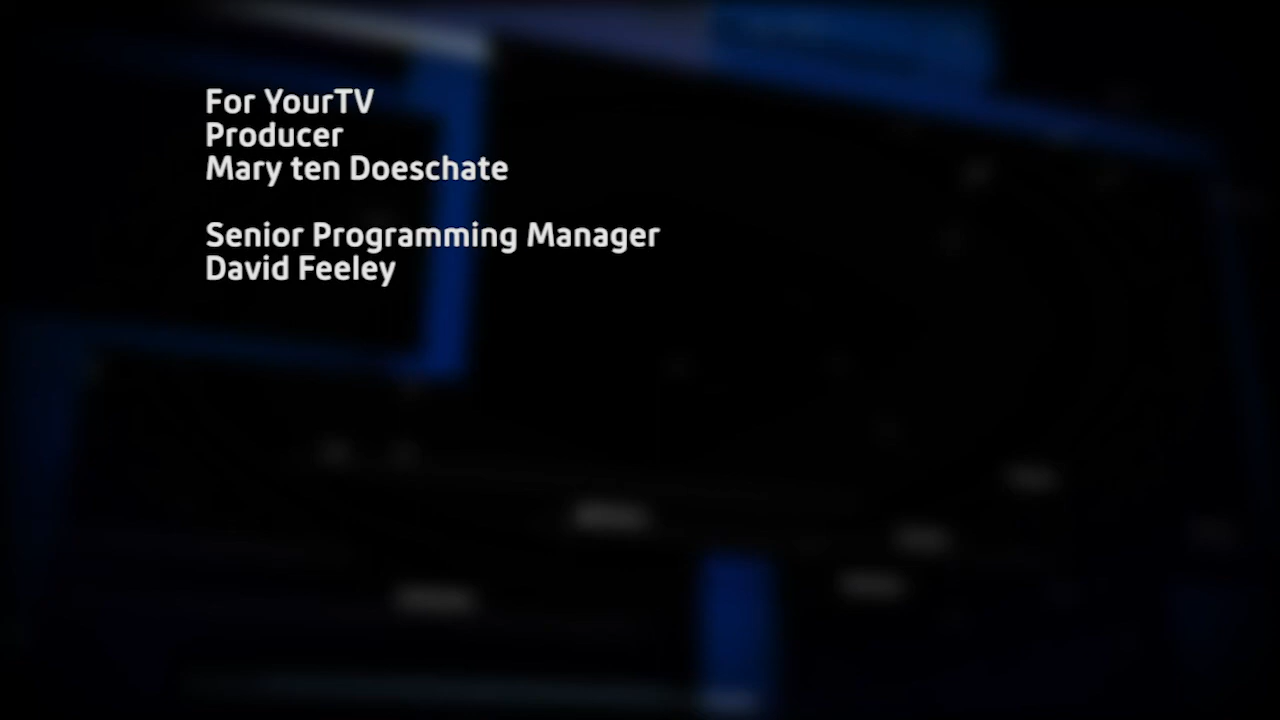 For YourTV
Producer
Mary ten Doeschate
Senior Programming Manager
David Feeley